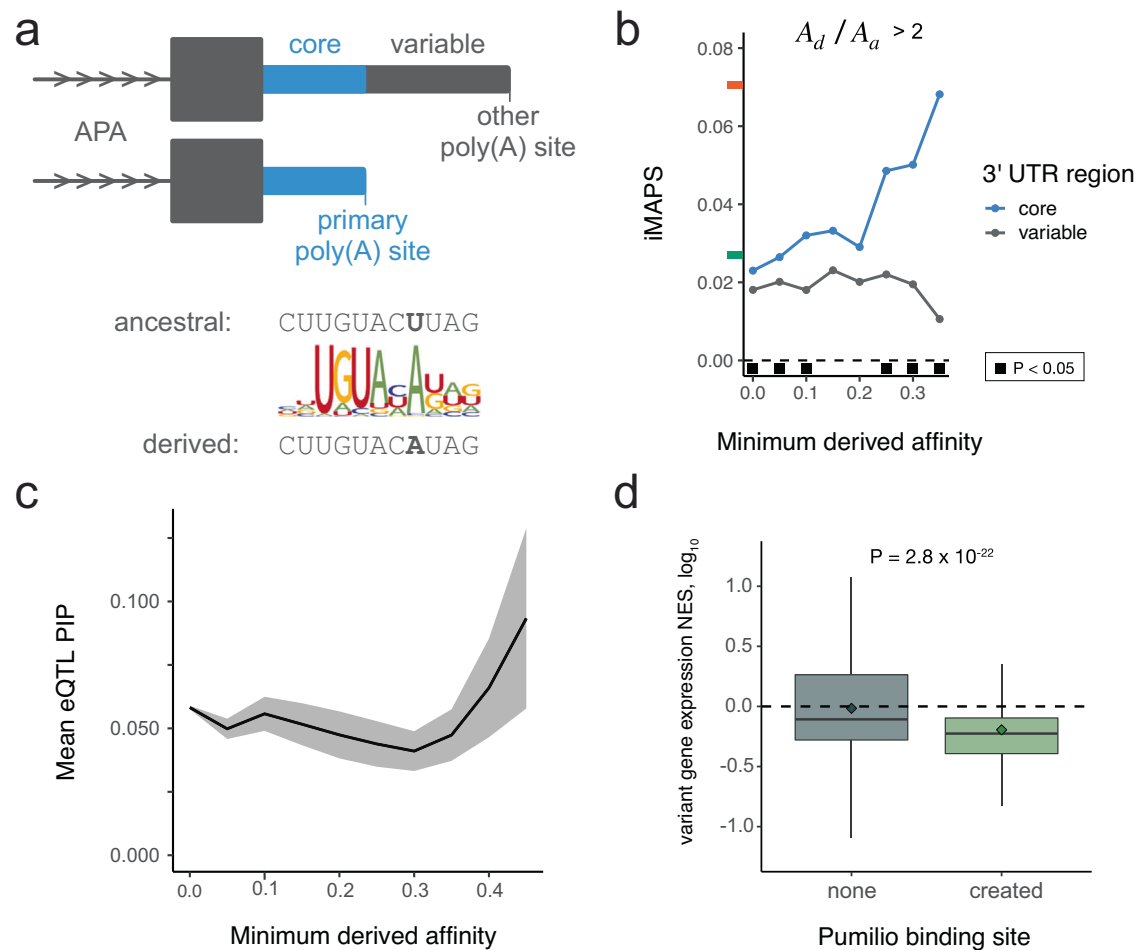 a
core variable
APA
other
poly(A) site
primary
poly(A) site
ancestral: CUUGUACUUAG
UGUA A
derived: CUUGUACAUAG
b
A_d / A_a > 2
0.08
0.06
0.04
0.02
0.00
iMAPS
0.0 0.1 0.2 0.3
Minimum derived affinity
3' UTR region
core
variable
P < 0.05
c
0.100
0.050
0.000
Mean eQTL PIP
0.0 0.1 0.2 0.3 0.4
Minimum derived affinity
d
P = 2.8 x 10⁻²²
1.0
0.5
0.0
-0.5
-1.0
variant gene expression NES, log₁₀
none created
Pumilio binding site